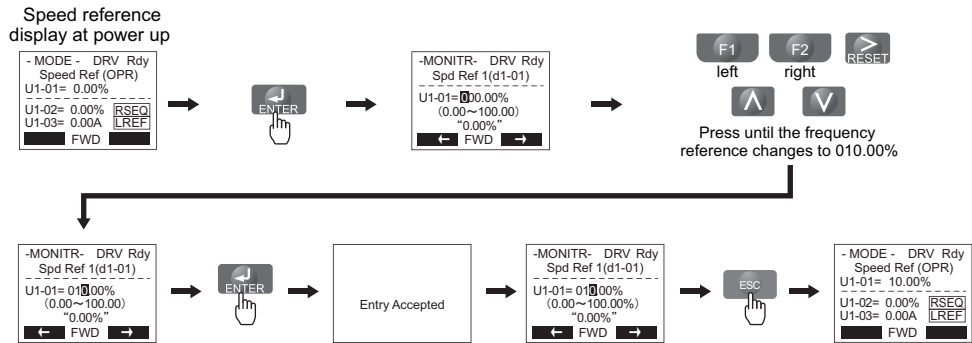 Speed reference
display at power up
- MODE - DRV Rdy
Speed Ref (OPR)
U1-01= 0.00%
U1-02= 0.00% RSEQ
U1-03= 0.00A LREF
FWD
ENTER
-MONITR- DRV Rdy
Spd Ref 1(d1-01)
U1-01= 000.00%
(0.00～100.00)
“0.00%”
← FWD →
F1
left
F2
right
> RESET
Λ V
Press until the frequency
reference changes to 010.00%
-MONITR- DRV Rdy
Spd Ref 1(d1-01)
U1-01= 010.00%
(0.00～100.00)
“0.00%”
← FWD →
ENTER
Entry Accepted
-MONITR- DRV Rdy
Spd Ref 1(d1-01)
U1-01= 010.00%
(0.00～100.00%)
“0.00%”
← FWD →
ESC
- MODE - DRV Rdy
Speed Ref (OPR)
U1-01= 10.00%
U1-02= 0.00% RSEQ
U1-03= 0.00A LREF
FWD